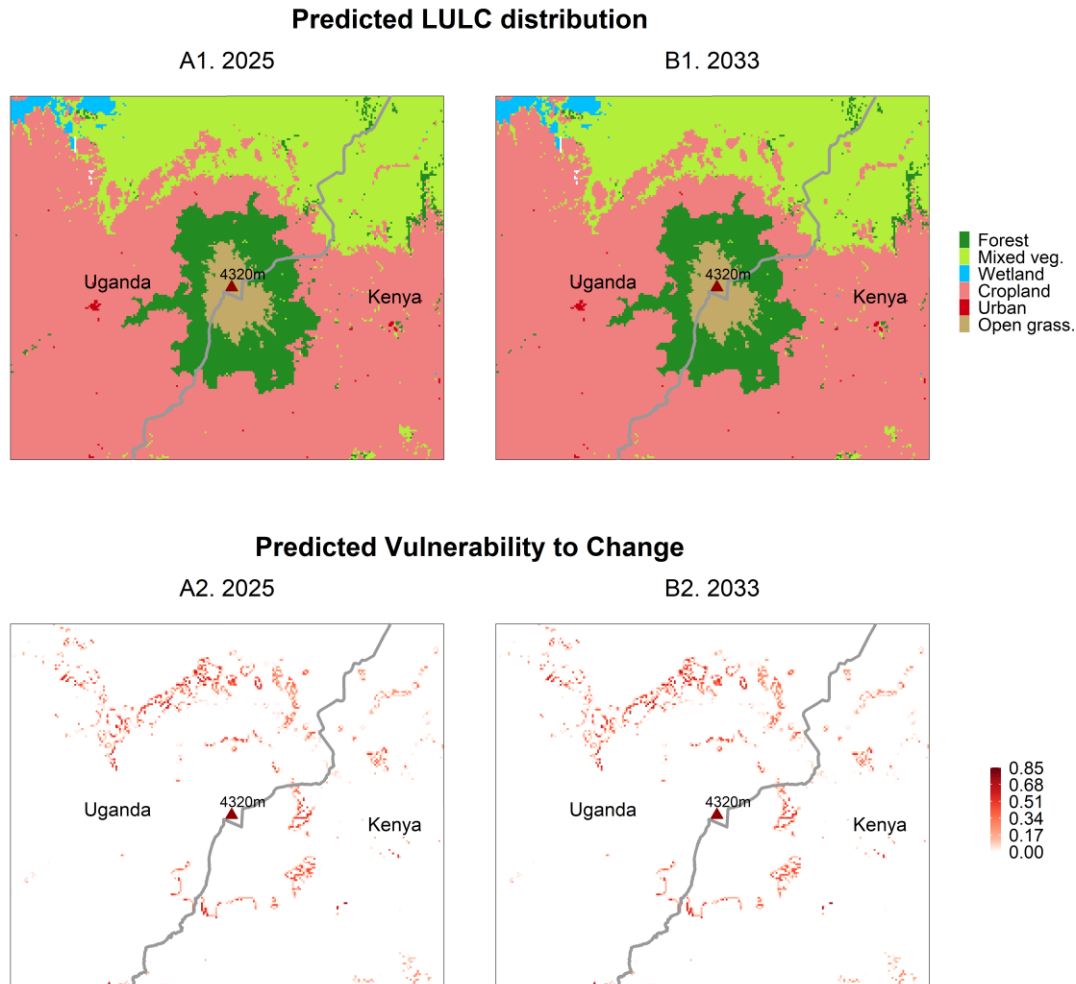 Predicted LULC distribution
A1. 2025
B1. 2033
Uganda
4320m
Kenya
Uganda
4320m
Kenya
Forest
Mixed veg.
Wetland
Cropland
Urban
Open grass.
Predicted Vulnerability to Change
A2. 2025
B2. 2033
Uganda
4320m
Kenya
Uganda
4320m
Kenya
0.85
0.68
0.51
0.34
0.17
0.00